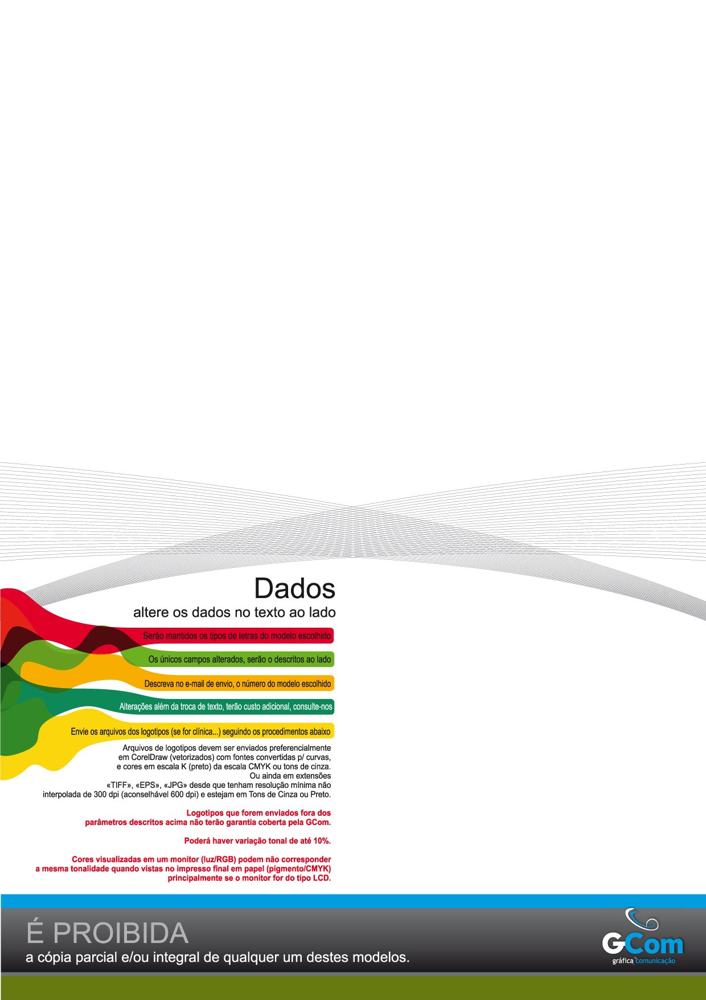 Dados
altere os dados no texto ao lado
Serão mantidos os tipos de letras do modelo escolhido
Os únicos campos alterados, serão o descritos ao lado
Descreva no e-mail de envio, o número do modelo escolhido
Alterações além da troca de texto, terão custo adicional, consulte-nos
Envie os arquivos dos logotipos (se for clínica...) seguindo os procedimentos abaixo
Arquivos de logotipos devem ser enviados preferencialmente
em CorelDraw (vetorizados) com fontes convertidas p/ curvas,
e cores em escala K (preto) da escala CMYK ou tons de cinza.
Ou ainda em extensões
«TIFF», «EPS», «JPG» desde que tenham resolução mínima não
interpolada de 300 dpi (aconselhável 600 dpi) e estejam em Tons de Cinza ou Preto.
Logotipos que forem enviados fora dos
parâmetros descritos acima não terão garantia coberta pela GCom.
Poderá haver variação tonal de até 10%.
Cores visualizadas em um monitor (luz/RGB) podem não corresponder
a mesma tonalidade quando vistas no impresso final em papel (pigmento/CMYK)
principalmente se o monitor for do tipo LCD.
É PROIBIDA
a cópia parcial e/ou integral de qualquer um destes modelos.
GCom
gráfica comunicação